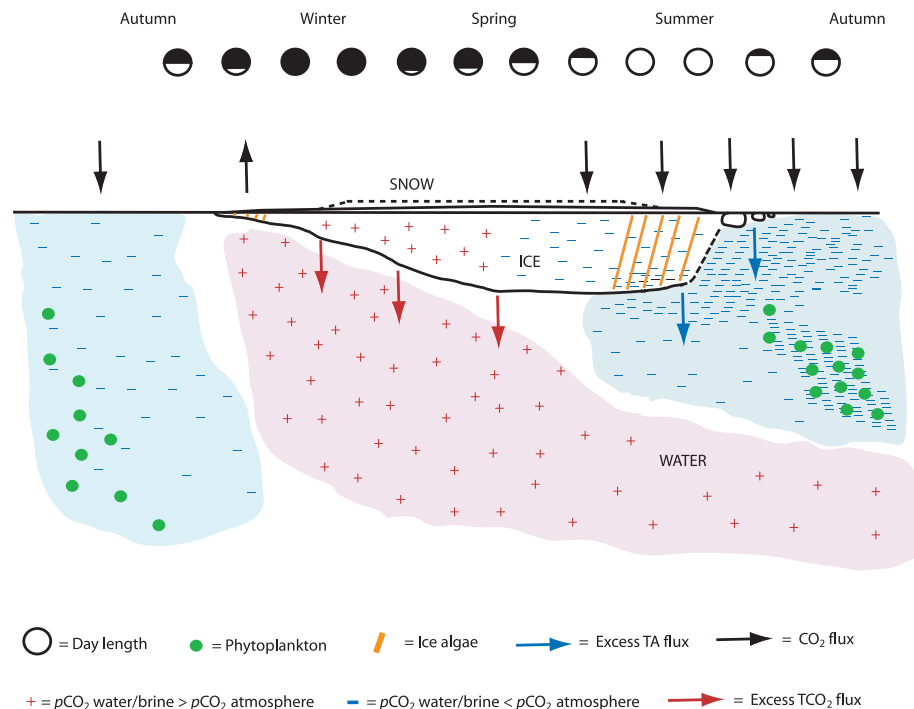 Autumn Winter Spring Summer Autumn
SNOW
ICE
WATER
= Day length = Phytoplankton = Ice algae = Excess TA flux = CO₂ flux
+ = pCO₂ water/brine > pCO₂ atmosphere - = pCO₂ water/brine < pCO₂ atmosphere = Excess TCO₂ flux